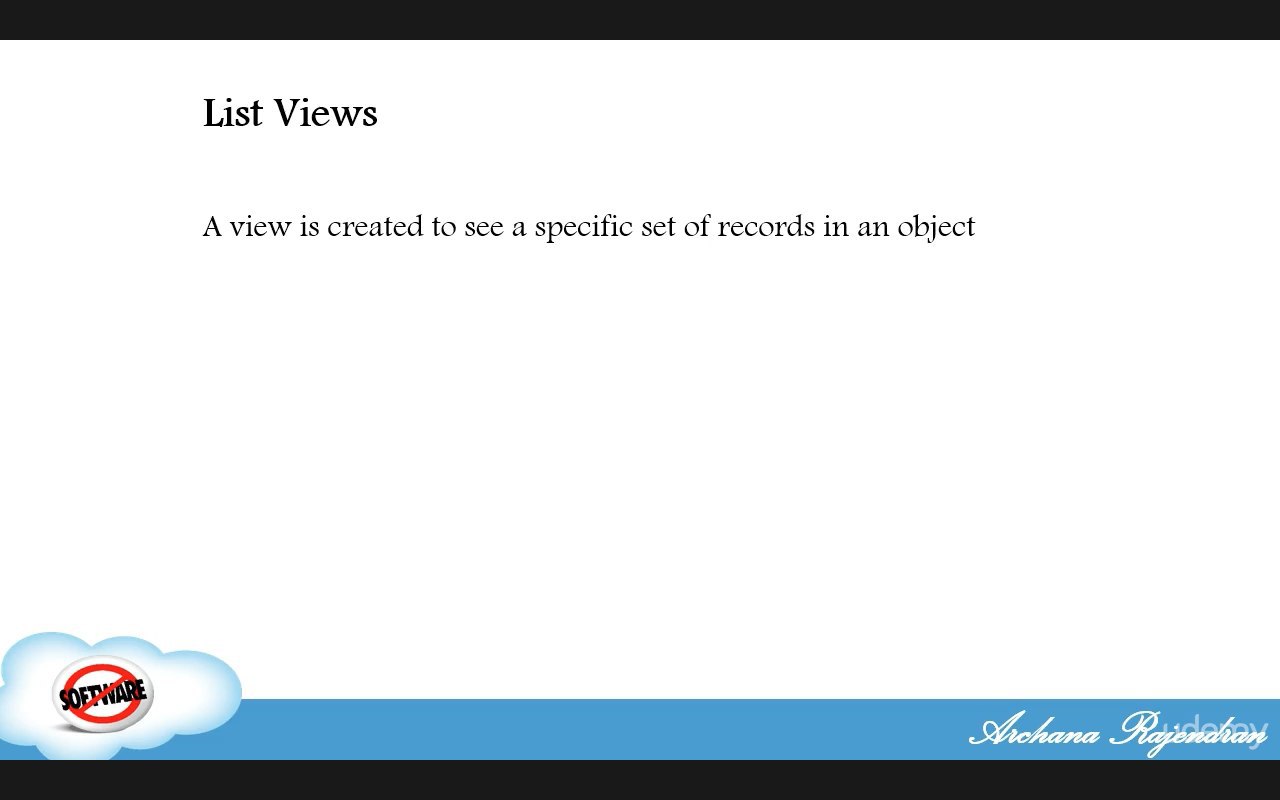 List Views
A view is created to see a specific set of records in an object
SOFTWARE
Archana Rajendran
udemy